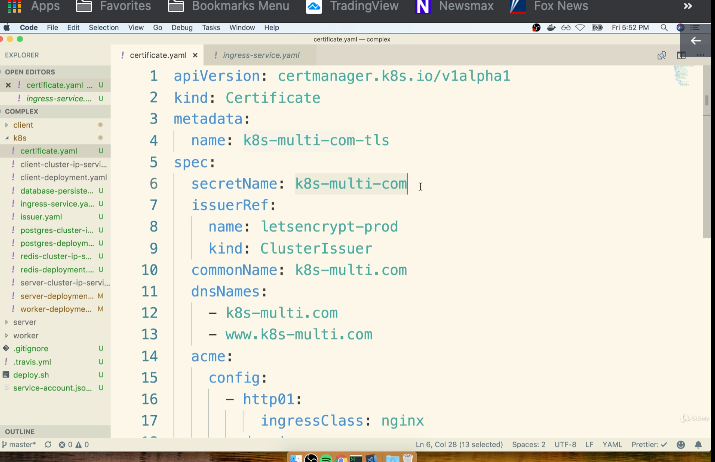 Apps Favorites Bookmarks Menu TradingView Newsmax Fox News »
Code File Edit Selection View Go Debug Tasks Window Help Fri 5:52 PM
certificate.yaml — complex
EXPLORER
certificate.yaml ×
ingress-service.yaml
OPEN EDITORS
× ! certificate.yaml ... U
! ingress-service.... U
COMPLEX
client
k8s
! certificate.yaml U
! client-cluster-ip-servi...
! client-deployment.yaml
! database-persiste... U
! ingress-service.ya... U
! issuer.yaml U
! postgres-cluster-i... U
! postgres-deploym... U
! redis-cluster-ip-s... U
! redis-deployment.... U
! server-cluster-ip-servi...
! server-deploymen... M
! worker-deployme... M
server
worker
.gitignore U
! .travis.yml U
deploy.sh U
service-account.jso... U
OUTLINE
1 apiVersion: certmanager.k8s.io/v1alpha1
2 kind: Certificate
3 metadata:
4 name: k8s-multi-com-tls
5 spec:
6 secretName: k8s-multi-com
7 issuerRef:
8 name: letsencrypt-prod
9 kind: ClusterIssuer
10 commonName: k8s-multi.com
11 dnsNames:
12 - k8s-multi.com
13 - www.k8s-multi.com
14 acme:
15 config:
16 - http01:
17 ingressClass: nginx
master* 0 0 Ln 6, Col 28 (13 selected) Spaces: 2 UTF-8 LF YAML Prettier: ✓